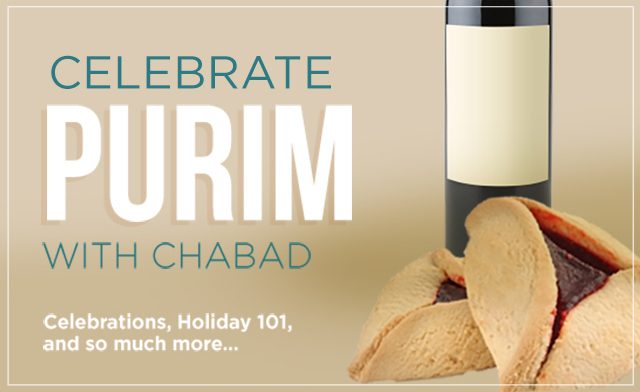 CELEBRATE
PURIM
WITH CHABAD
Celebrations, Holiday 101,
and so much more...